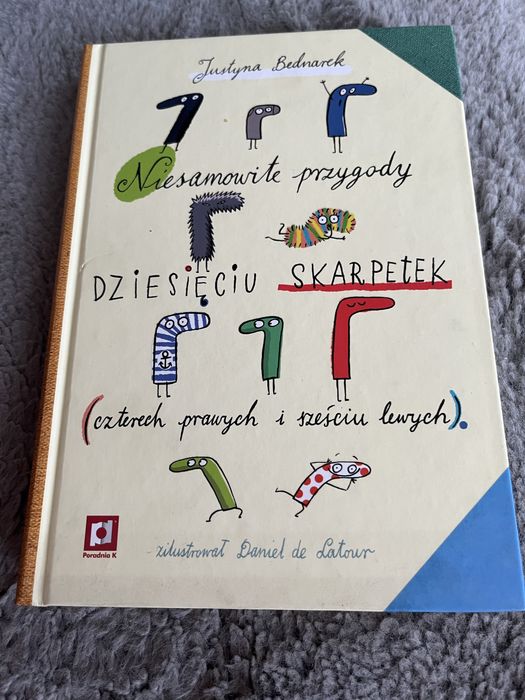 Justyna Bednarek
Niesamowite przygody
DZIESIĘCIU SKARPETEK
(czterech prawych i sześciu lewych).
Poradnia K
zilustrował Daniel de Latour